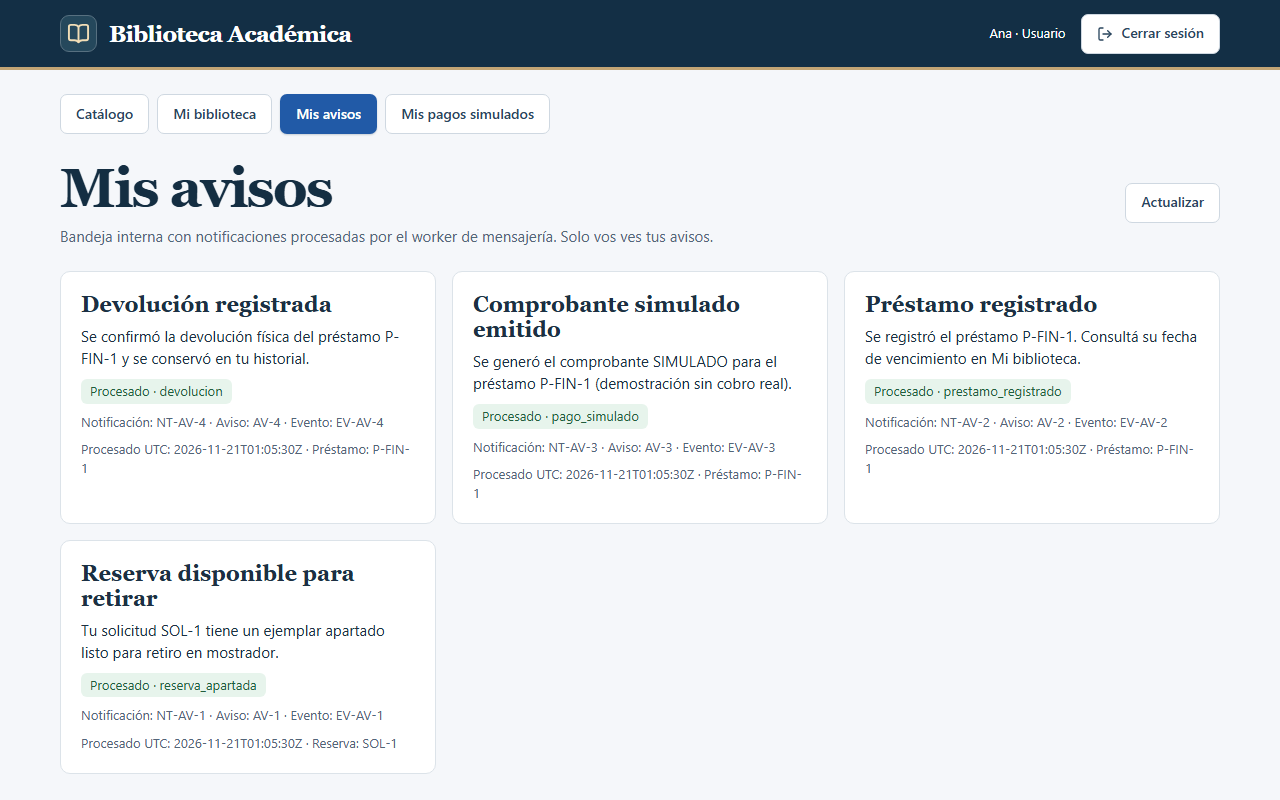 Biblioteca Académica
Ana · Usuario
Cerrar sesión
Catálogo
Mi biblioteca
Mis avisos
Mis pagos simulados
Mis avisos
Actualizar
Bandeja interna con notificaciones procesadas por el worker de mensajería. Solo vos ves tus avisos.
Devolución registrada
Se confirmó la devolución física del préstamo P-
FIN-1 y se conservó en tu historial.
Procesado · devolucion
Notificación: NT-AV-4 · Aviso: AV-4 · Evento: EV-AV-4
Procesado UTC: 2026-11-21T01:05:30Z · Préstamo: P-FIN-
1
Comprobante simulado
emitido
Se generó el comprobante SIMULADO para el
préstamo P-FIN-1 (demostración sin cobro real).
Procesado · pago_simulado
Notificación: NT-AV-3 · Aviso: AV-3 · Evento: EV-AV-3
Procesado UTC: 2026-11-21T01:05:30Z · Préstamo: P-FIN-
1
Préstamo registrado
Se registró el préstamo P-FIN-1. Consultá su fecha
de vencimiento en Mi biblioteca.
Procesado · prestamo_registrado
Notificación: NT-AV-2 · Aviso: AV-2 · Evento: EV-AV-2
Procesado UTC: 2026-11-21T01:05:30Z · Préstamo: P-FIN-
1
Reserva disponible para
retirar
Tu solicitud SOL-1 tiene un ejemplar apartado
listo para retiro en mostrador.
Procesado · reserva_apartada
Notificación: NT-AV-1 · Aviso: AV-1 · Evento: EV-AV-1
Procesado UTC: 2026-11-21T01:05:30Z · Reserva: SOL-1